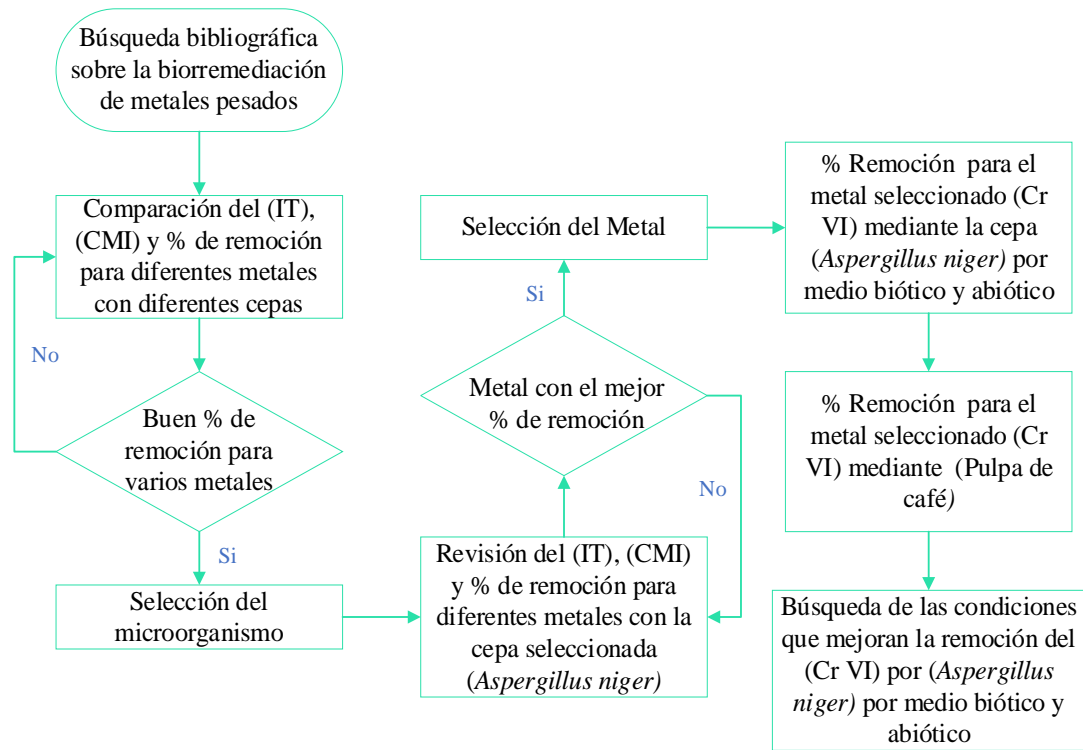 Búsqueda bibliográfica
sobre la biorremediación
de metales pesados
Comparación del (IT),
(CMI) y % de remoción
para diferentes metales
con diferentes cepas
No
Buen % de
remoción para
varios metales
Si
Selección del
microorganismo
Revisión del (IT), (CMI)
y % de remoción para
diferentes metales con la
cepa seleccionada
(Aspergillus niger)
No
Metal con el mejor
% de remoción
Si
Selección del Metal
% Remoción para el
metal seleccionado (Cr
VI) mediante la cepa
(Aspergillus niger) por
medio biótico y abiótico
% Remoción para el
metal seleccionado (Cr
VI) mediante (Pulpa de
café)
Búsqueda de las condiciones
que mejoran la remoción del
(Cr VI) por (Aspergillus
niger) por medio biótico y
abiótico